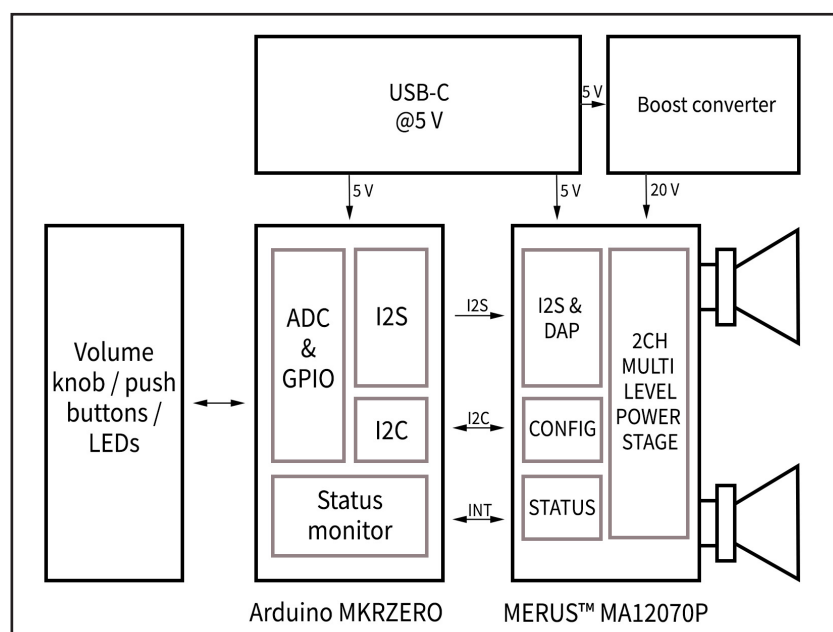 USB-C
@5 V
5 V
Boost converter
5 V
5 V
20 V
Volume
knob / push
buttons /
LEDs
ADC
&
GPIO
I2S
I2C
Status
monitor
I2S
I2C
INT
I2S &
DAP
CONFIG
STATUS
2CH
MULTI
LEVEL
POWER
STAGE
Arduino MKRZERO
MERUS™ MA12070P